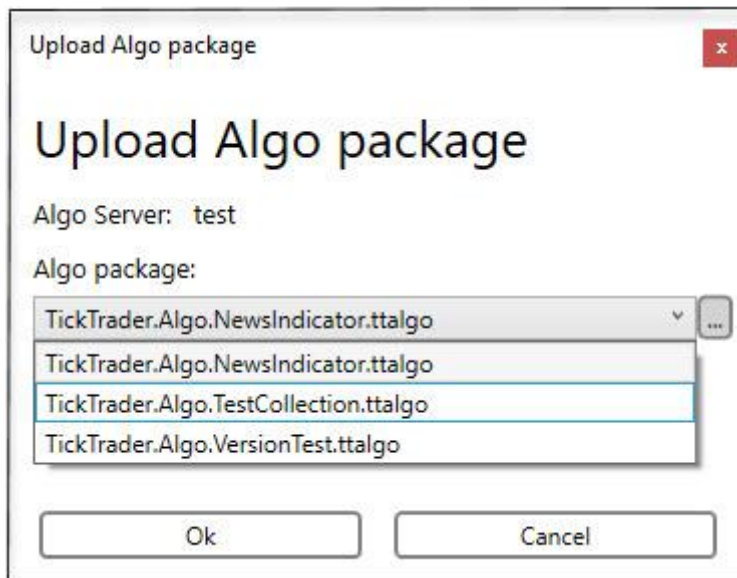 Upload Algo package
x
Upload Algo package
Algo Server: test
Algo package:
TickTrader.Algo.NewsIndicator.ttalgo
...
TickTrader.Algo.NewsIndicator.ttalgo
TickTrader.Algo.TestCollection.ttalgo
TickTrader.Algo.VersionTest.ttalgo
Ok
Cancel